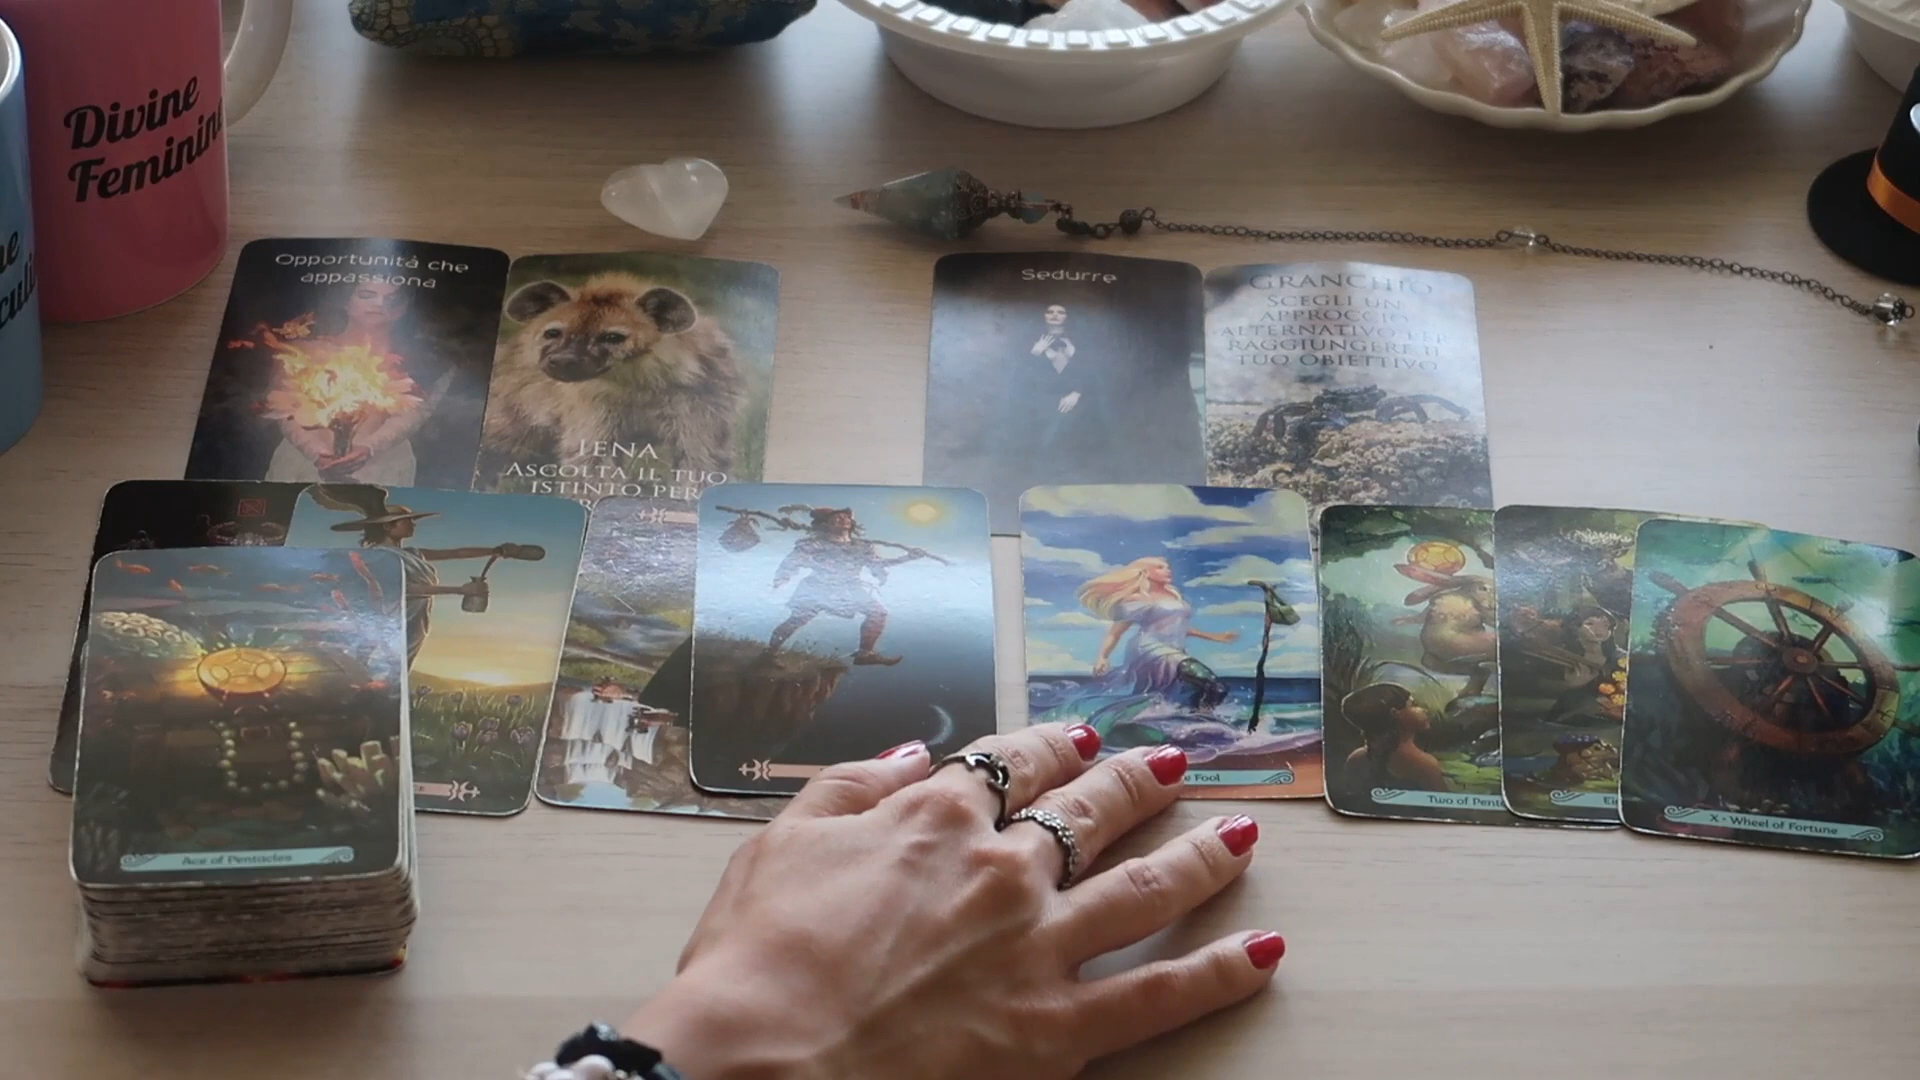 Divine
Feminine
Opportunità che
appassiona
IENA
ASCOLTA IL TUO
ISTINTO PER
Sedurre
GRANCHIO
SCEGLI UN
APPROCCIO
ALTERNATIVO PER
RAGGIUNGERE IL
TUO OBIETTIVO
Ace of Pentacles
Fool
Two of Pent
X · Wheel of Fortune